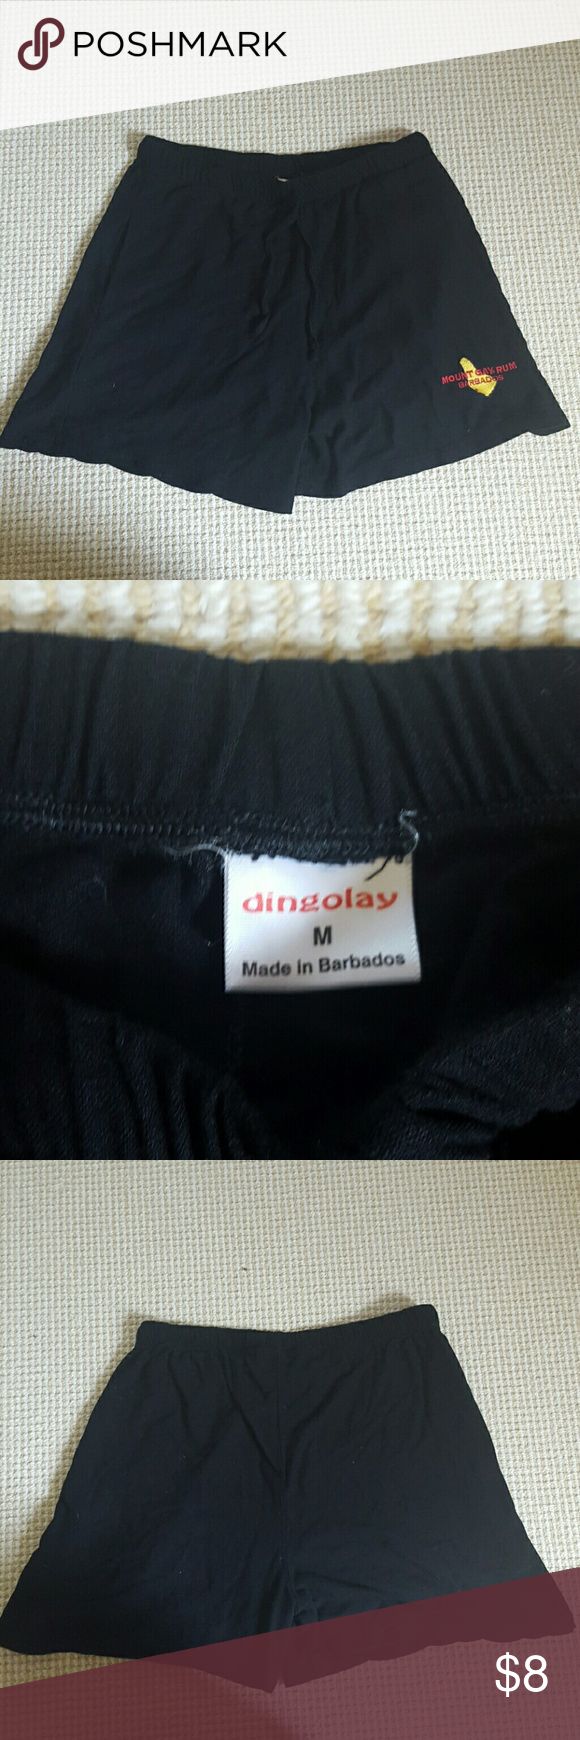 POSHMARK
MOUNT GAY RUM
BARBADOS
dingolay
M
Made in Barbados
$8